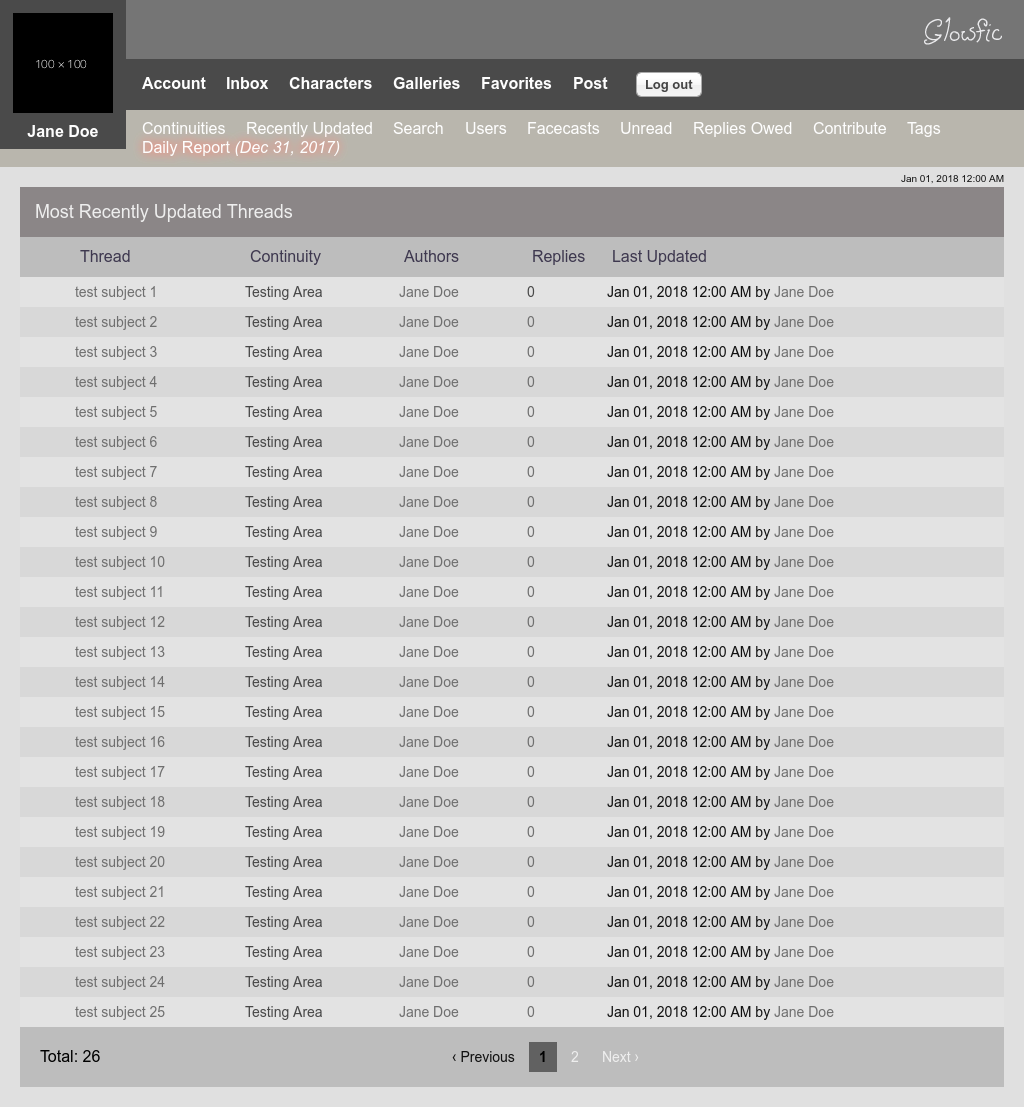 100 × 100
Glowfic
Account Inbox Characters Galleries Favorites Post Log out
Jane Doe
Continuities Recently Updated Search Users Facecasts Unread Replies Owed Contribute Tags
Daily Report (Dec 31, 2017)
Jan 01, 2018 12:00 AM
Most Recently Updated Threads
Thread Continuity Authors Replies Last Updated
test subject 1 Testing Area Jane Doe 0 Jan 01, 2018 12:00 AM by Jane Doe
test subject 2 Testing Area Jane Doe 0 Jan 01, 2018 12:00 AM by Jane Doe
test subject 3 Testing Area Jane Doe 0 Jan 01, 2018 12:00 AM by Jane Doe
test subject 4 Testing Area Jane Doe 0 Jan 01, 2018 12:00 AM by Jane Doe
test subject 5 Testing Area Jane Doe 0 Jan 01, 2018 12:00 AM by Jane Doe
test subject 6 Testing Area Jane Doe 0 Jan 01, 2018 12:00 AM by Jane Doe
test subject 7 Testing Area Jane Doe 0 Jan 01, 2018 12:00 AM by Jane Doe
test subject 8 Testing Area Jane Doe 0 Jan 01, 2018 12:00 AM by Jane Doe
test subject 9 Testing Area Jane Doe 0 Jan 01, 2018 12:00 AM by Jane Doe
test subject 10 Testing Area Jane Doe 0 Jan 01, 2018 12:00 AM by Jane Doe
test subject 11 Testing Area Jane Doe 0 Jan 01, 2018 12:00 AM by Jane Doe
test subject 12 Testing Area Jane Doe 0 Jan 01, 2018 12:00 AM by Jane Doe
test subject 13 Testing Area Jane Doe 0 Jan 01, 2018 12:00 AM by Jane Doe
test subject 14 Testing Area Jane Doe 0 Jan 01, 2018 12:00 AM by Jane Doe
test subject 15 Testing Area Jane Doe 0 Jan 01, 2018 12:00 AM by Jane Doe
test subject 16 Testing Area Jane Doe 0 Jan 01, 2018 12:00 AM by Jane Doe
test subject 17 Testing Area Jane Doe 0 Jan 01, 2018 12:00 AM by Jane Doe
test subject 18 Testing Area Jane Doe 0 Jan 01, 2018 12:00 AM by Jane Doe
test subject 19 Testing Area Jane Doe 0 Jan 01, 2018 12:00 AM by Jane Doe
test subject 20 Testing Area Jane Doe 0 Jan 01, 2018 12:00 AM by Jane Doe
test subject 21 Testing Area Jane Doe 0 Jan 01, 2018 12:00 AM by Jane Doe
test subject 22 Testing Area Jane Doe 0 Jan 01, 2018 12:00 AM by Jane Doe
test subject 23 Testing Area Jane Doe 0 Jan 01, 2018 12:00 AM by Jane Doe
test subject 24 Testing Area Jane Doe 0 Jan 01, 2018 12:00 AM by Jane Doe
test subject 25 Testing Area Jane Doe 0 Jan 01, 2018 12:00 AM by Jane Doe
Total: 26 ‹ Previous 1 2 Next ›